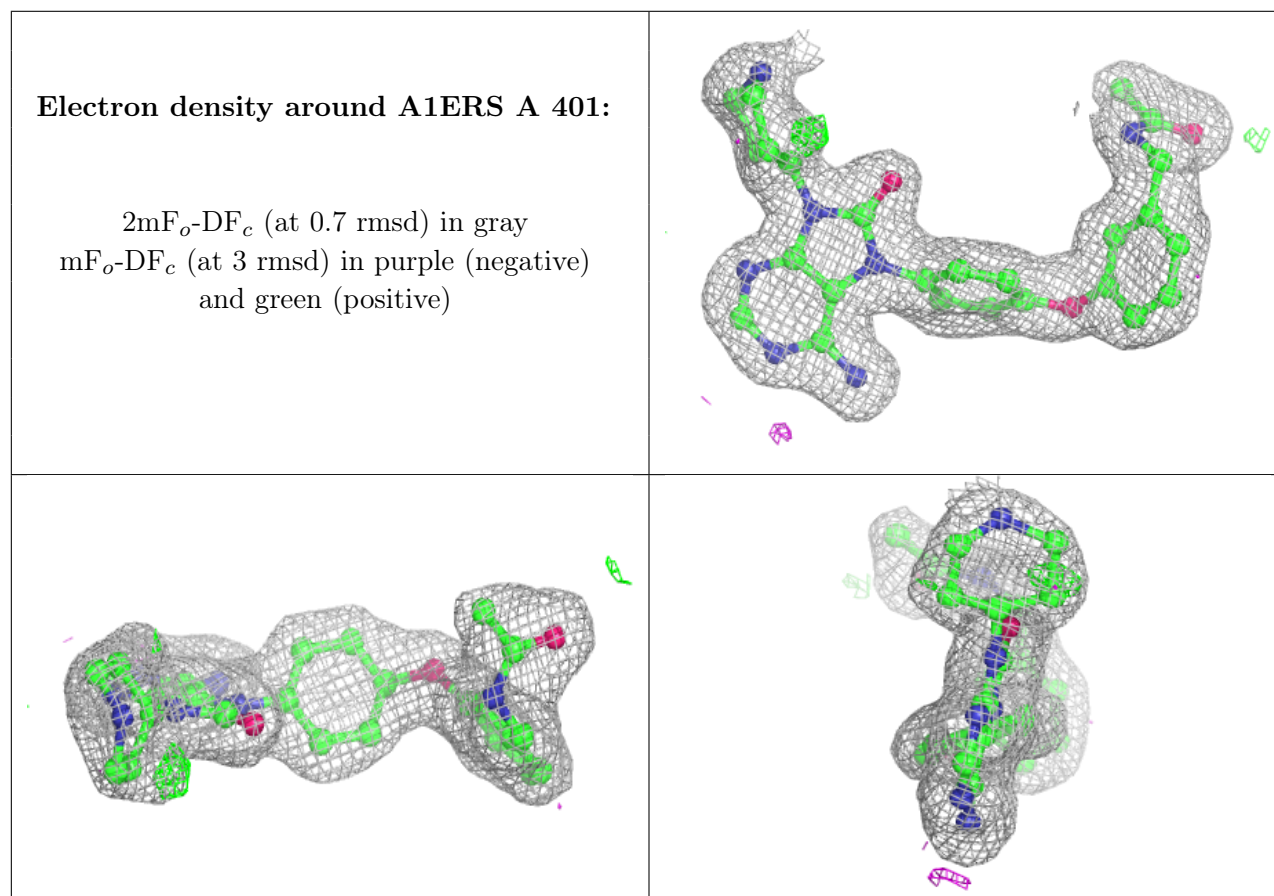 Electron density around A1ERS A 401:
2mFₒ-DF𝒸 (at 0.7 rmsd) in gray
mFₒ-DF𝒸 (at 3 rmsd) in purple (negative)
and green (positive)